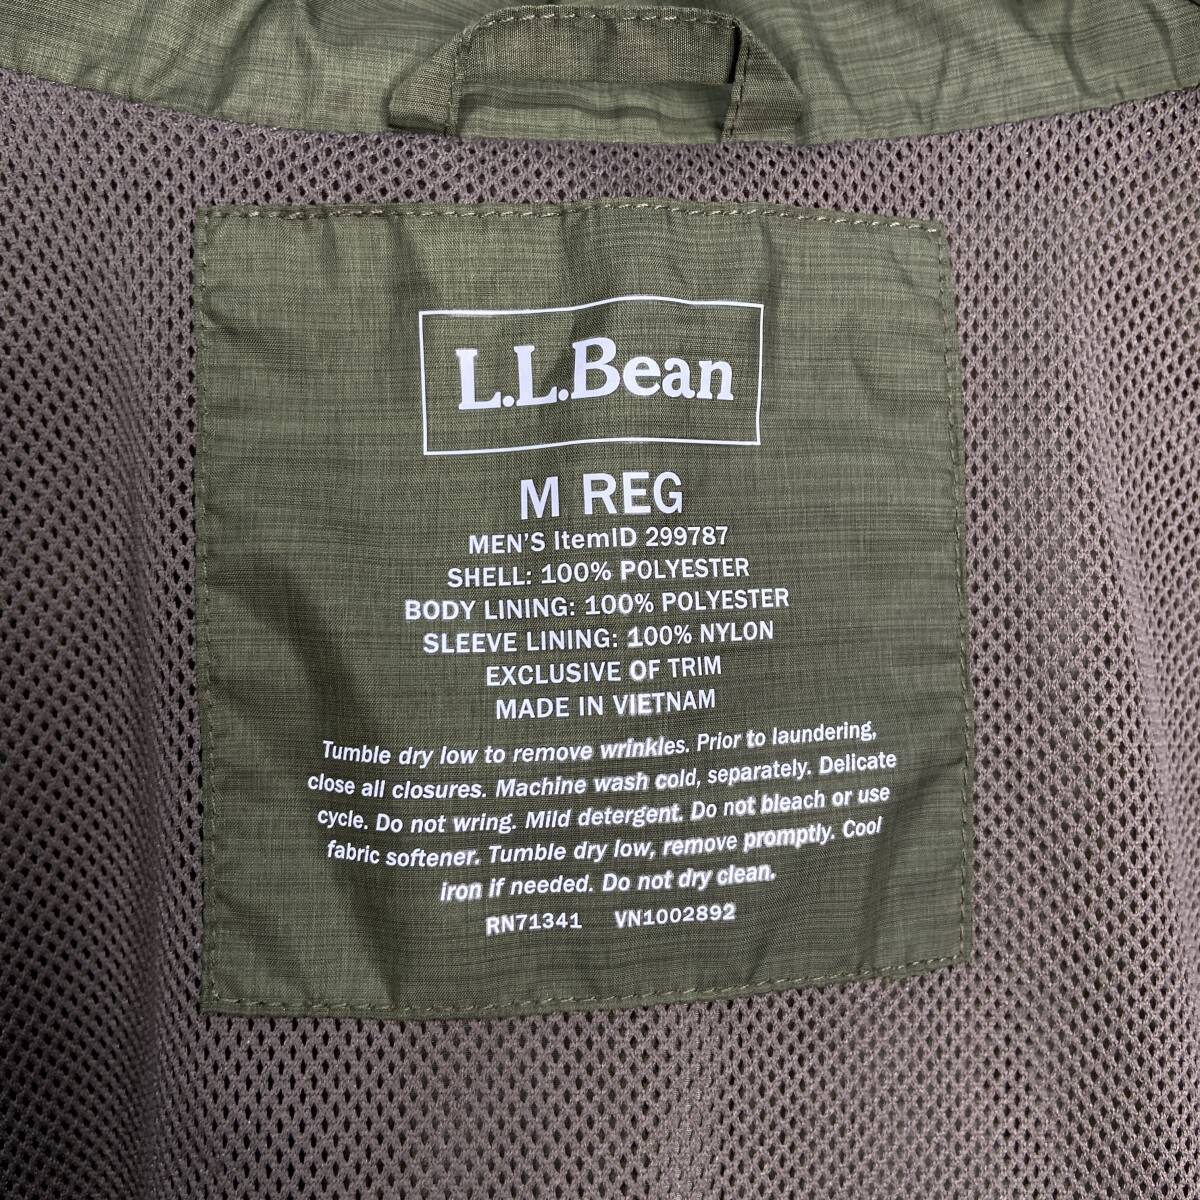 L.L.Bean
M REG
MEN'S ItemID 299787
SHELL: 100% POLYESTER
BODY LINING: 100% POLYESTER
SLEEVE LINING: 100% NYLON
EXCLUSIVE OF TRIM
MADE IN VIETNAM
Tumble dry low to remove wrinkles. Prior to laundering,
close all closures. Machine wash cold, separately. Delicate
cycle. Do not wring. Mild detergent. Do not bleach or use
fabric softener. Tumble dry low, remove promptly. Cool
iron if needed. Do not dry clean.
RN71341 VN1002892